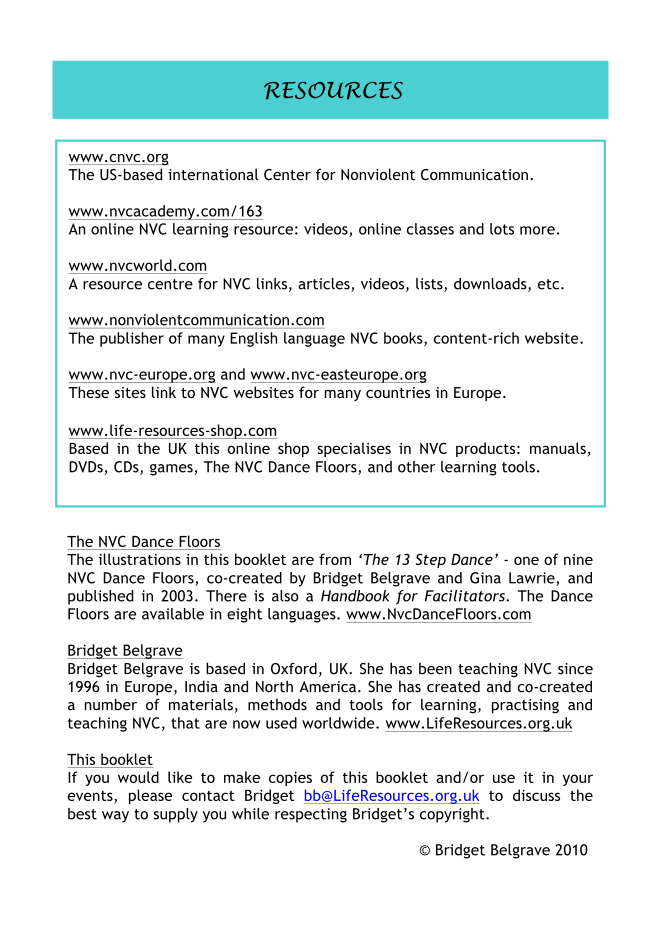 RESOURCES
www.cnvc.org
The US-based international Center for Nonviolent Communication.
www.nvcacademy.com/163
An online NVC learning resource: videos, online classes and lots more.
www.nvcworld.com
A resource centre for NVC links, articles, videos, lists, downloads, etc.
www.nonviolentcommunication.com
The publisher of many English language NVC books, content-rich website.
www.nvc-europe.org and www.nvc-easteurope.org
These sites link to NVC websites for many countries in Europe.
www.life-resources-shop.com
Based in the UK this online shop specialises in NVC products: manuals,
DVDs, CDs, games, The NVC Dance Floors, and other learning tools.
The NVC Dance Floors
The illustrations in this booklet are from ‘The 13 Step Dance’ - one of nine
NVC Dance Floors, co-created by Bridget Belgrave and Gina Lawrie, and
published in 2003. There is also a Handbook for Facilitators. The Dance
Floors are available in eight languages. www.NvcDanceFloors.com
Bridget Belgrave
Bridget Belgrave is based in Oxford, UK. She has been teaching NVC since
1996 in Europe, India and North America. She has created and co-created
a number of materials, methods and tools for learning, practising and
teaching NVC, that are now used worldwide. www.LifeResources.org.uk
This booklet
If you would like to make copies of this booklet and/or use it in your
events, please contact Bridget bb@LifeResources.org.uk to discuss the
best way to supply you while respecting Bridget’s copyright.
© Bridget Belgrave 2010